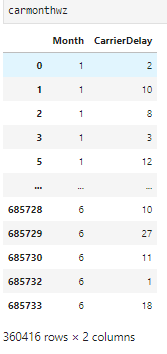 carmonthwz
Month CarrierDelay
0 1 2
1 1 10
2 1 8
3 1 3
5 1 12
... ... ...
685728 6 10
685729 6 27
685730 6 11
685732 6 1
685733 6 18
360416 rows × 2 columns